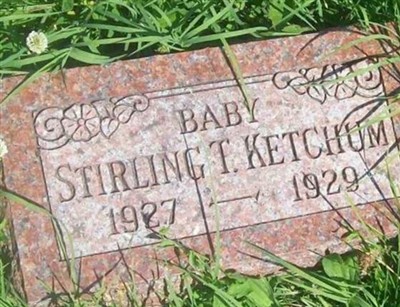 BABY
STIRLING T. KETCHUM
1927 — 1929